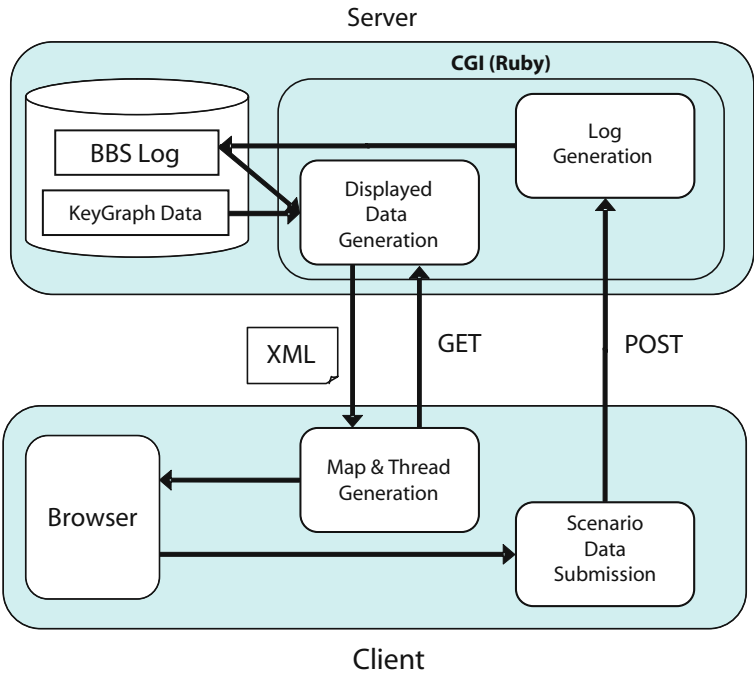 Server
CGI (Ruby)
BBS Log
KeyGraph Data
Displayed
Data
Generation
Log
Generation
XML
GET
POST
Browser
Map & Thread
Generation
Scenario
Data
Submission
Client